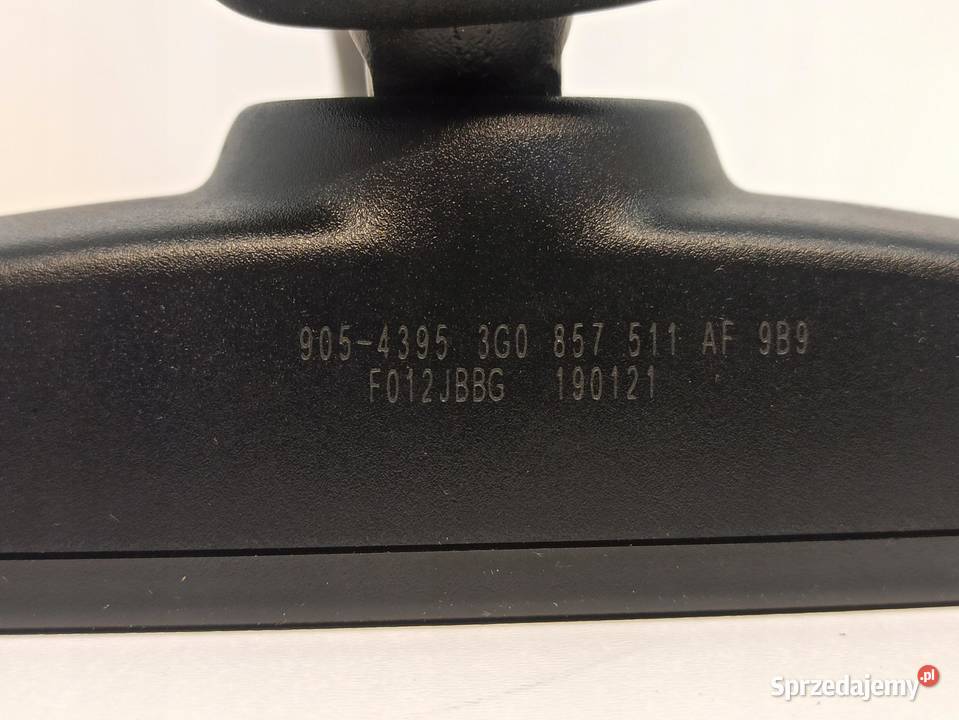 905-4395 3G0 857 511 AF 9B9
F012JBBG 190121
Sprzedajemy.pl